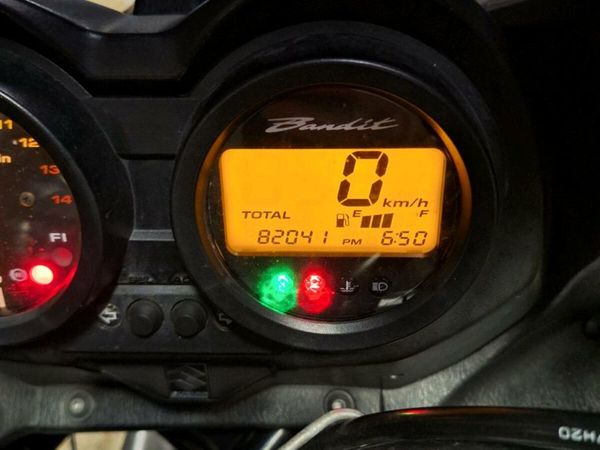 Bandit
0 km/h
E F
TOTAL
82041 PM 6:50
11
12
13
14
FI